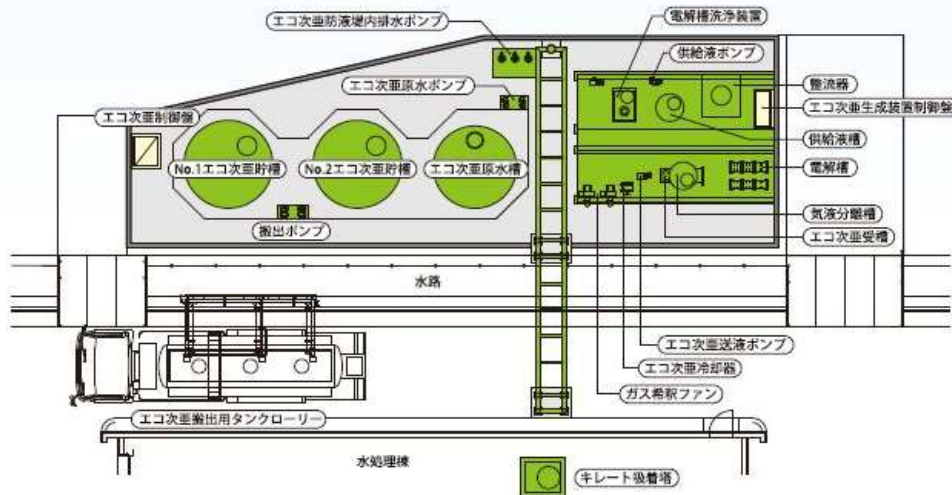 エコ次亜防液堤内排水ポンプ
電解槽洗浄装置
供給液ポンプ
エコ次亜原水ポンプ
整流器
エコ次亜制御盤
エコ次亜生成装置制御盤
供給液槽
No.1エコ次亜貯槽
No.2エコ次亜貯槽
エコ次亜原水槽
電解槽
気液分離槽
搬出ポンプ
エコ次亜受槽
水路
エコ次亜送液ポンプ
エコ次亜冷却器
ガス希釈ファン
エコ次亜搬出用タンクローリー
水処理棟
キレート吸着塔